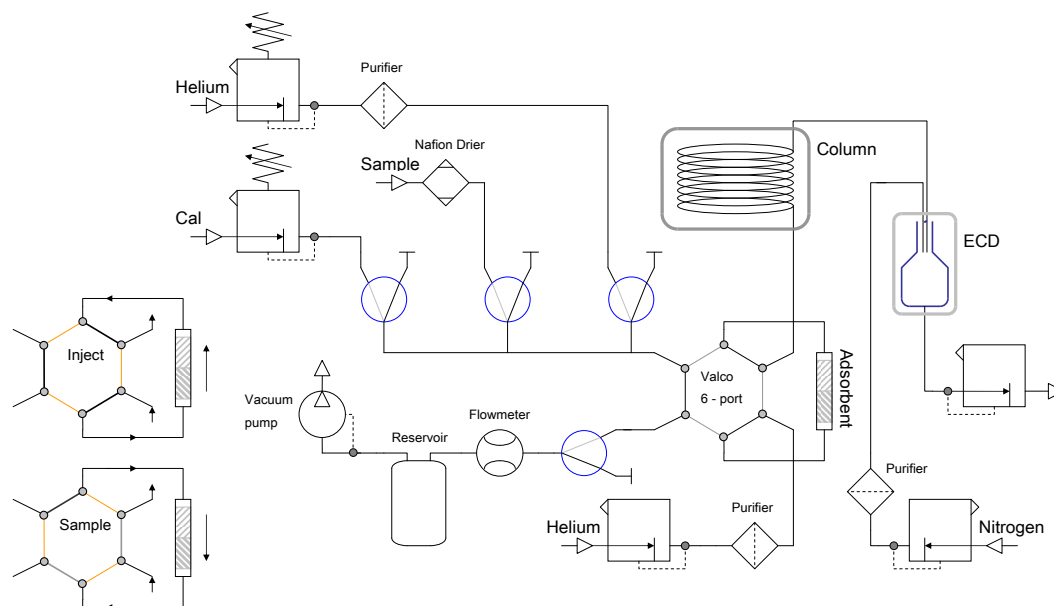 Helium
Purifier
Nafion Drier
Sample
Column
Cal
ECD
Inject
Valco
6 - port
Adsorbent
Vacuum
pump
Flowmeter
Reservoir
Purifier
Sample
Helium
Purifier
Nitrogen